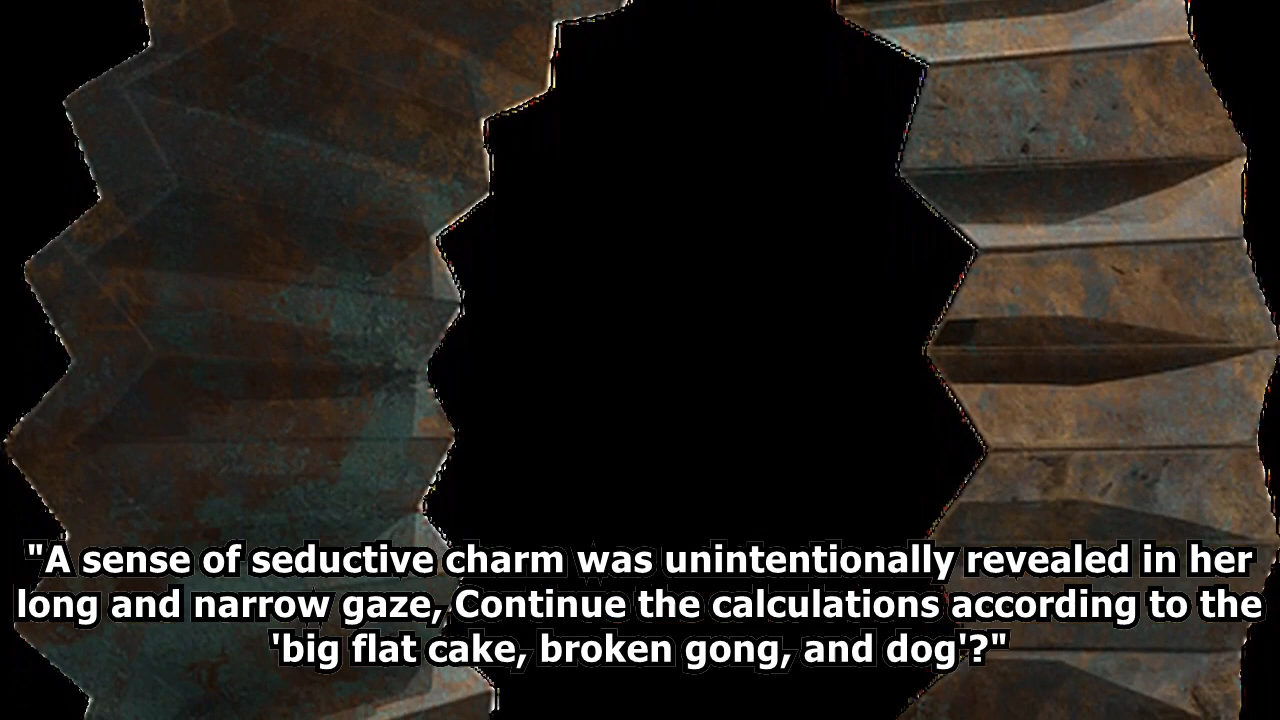 "A sense of seductive charm was unintentionally revealed in her
long and narrow gaze, Continue the calculations according to the
'big flat cake, broken gong, and dog'?"